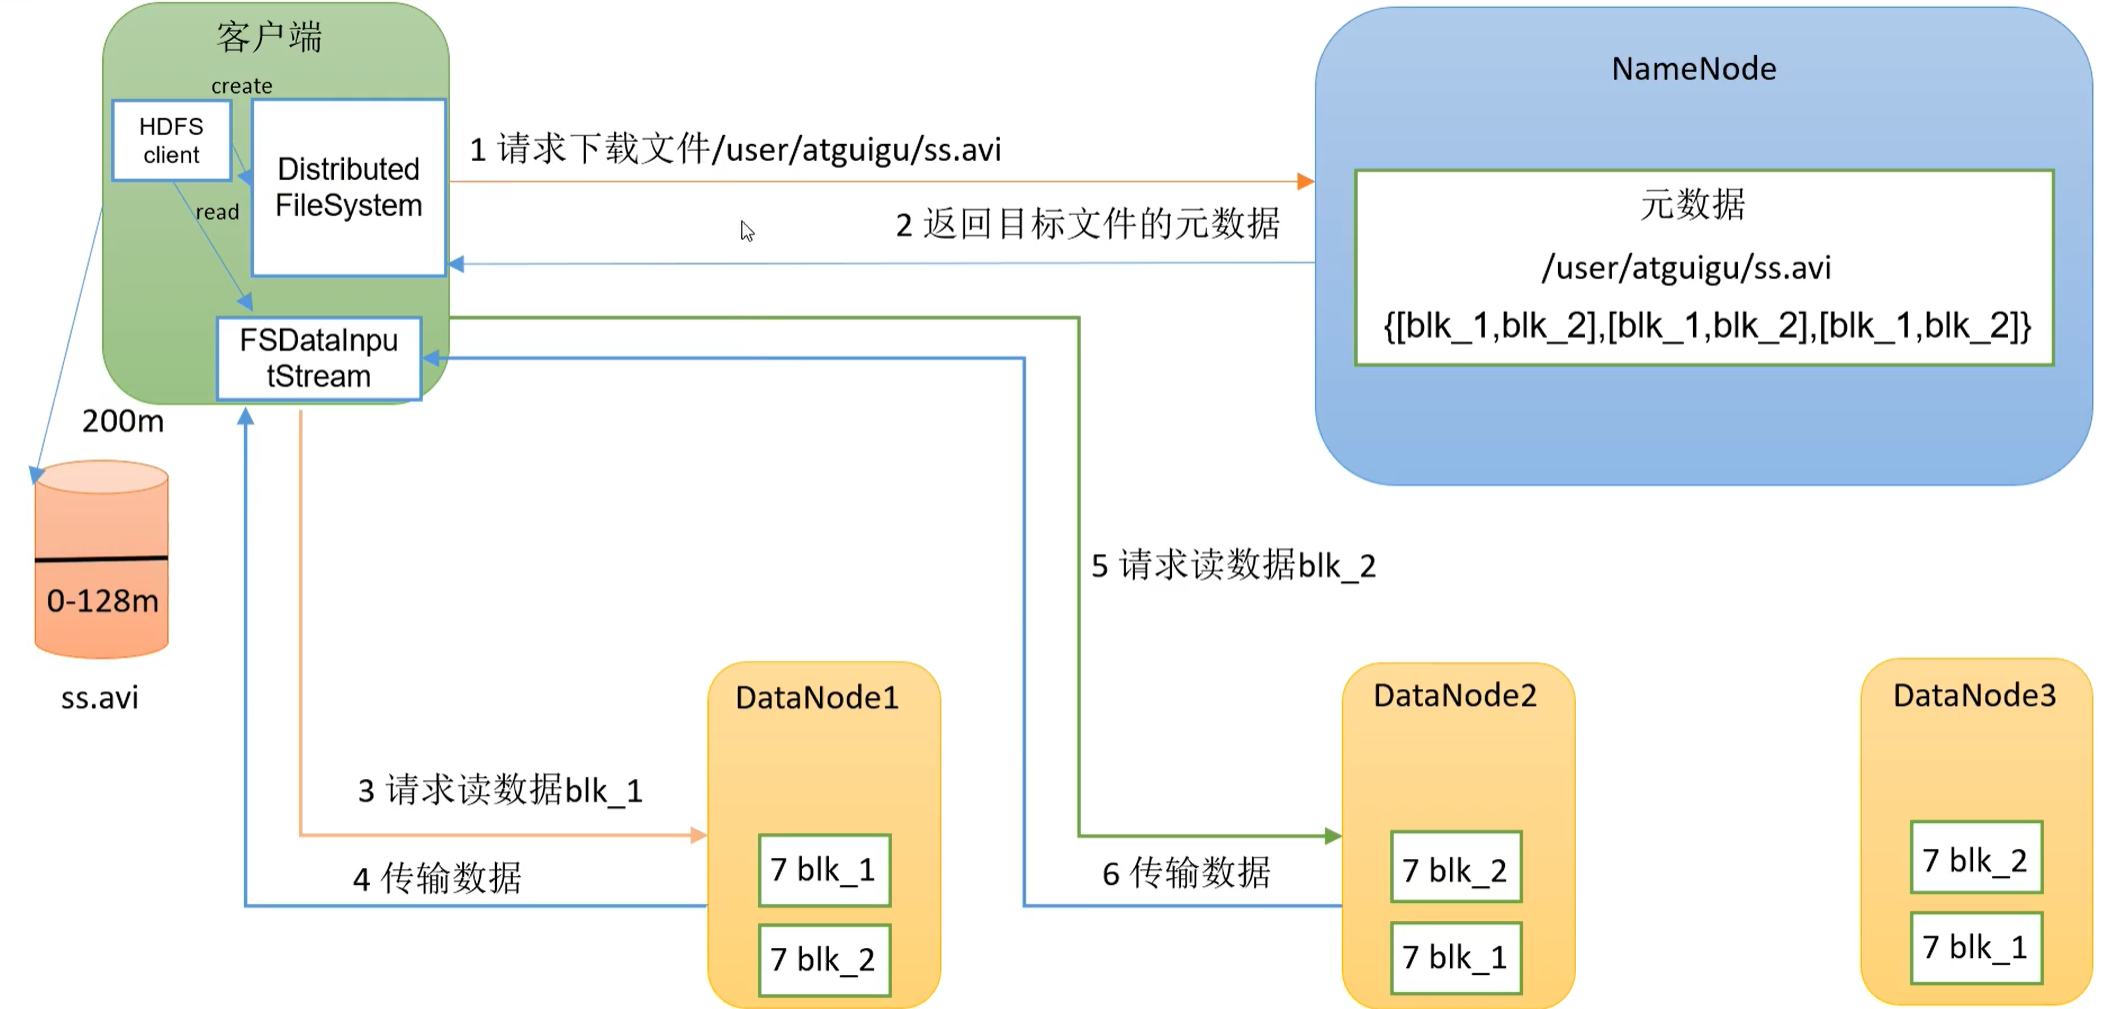 客户端
create
HDFS
client
Distributed
FileSystem
read
FSDataInpu
tStream
1 请求下载文件/user/atguigu/ss.avi
2 返回目标文件的元数据
NameNode
元数据
/user/atguigu/ss.avi
{[blk_1,blk_2],[blk_1,blk_2],[blk_1,blk_2]}
200m
0-128m
ss.avi
3 请求读数据blk_1
4 传输数据
5 请求读数据blk_2
6 传输数据
DataNode1
7 blk_1
7 blk_2
DataNode2
7 blk_2
7 blk_1
DataNode3
7 blk_2
7 blk_1